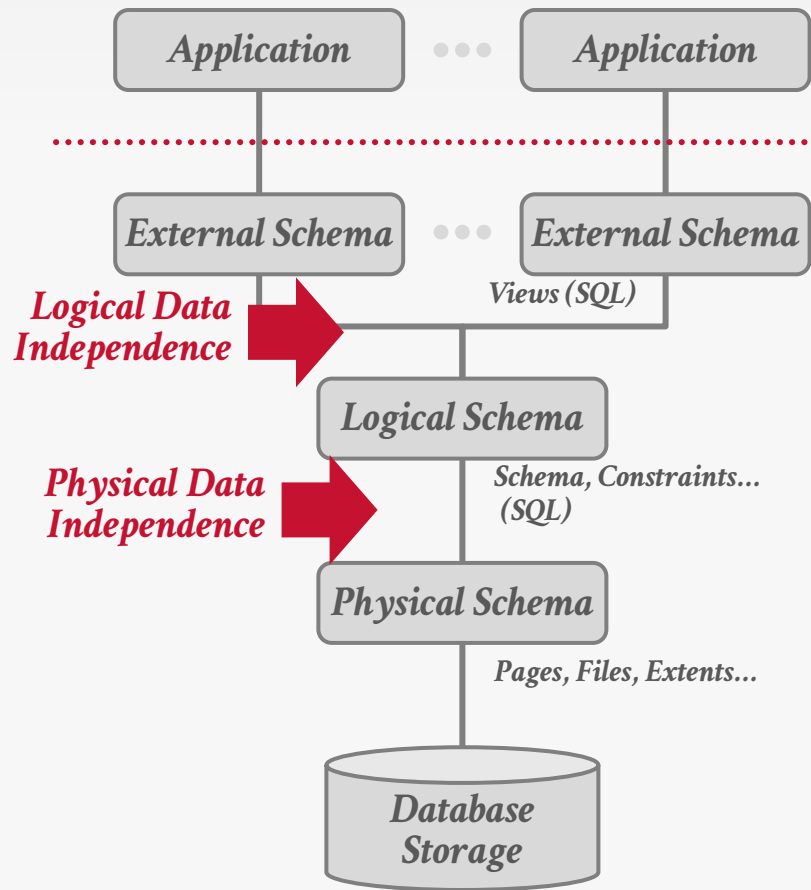 Application
Application
External Schema
External Schema
Views (SQL)
Logical Data
Independence
Logical Schema
Schema, Constraints...
(SQL)
Physical Data
Independence
Physical Schema
Pages, Files, Extents...
Database
Storage